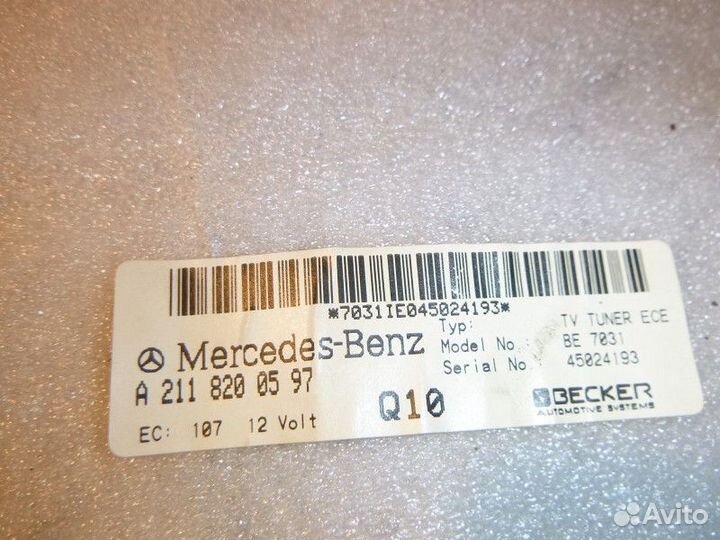 *7031IE045024193*
Mercedes-Benz
Typ: TV TUNER ECE
Model No.: BE 7031
Serial No.: 45024193
A 211 820 05 97
Q10
BECKER
AUTOMOTIVE SYSTEMS
EC: 107 12 Volt
Avito